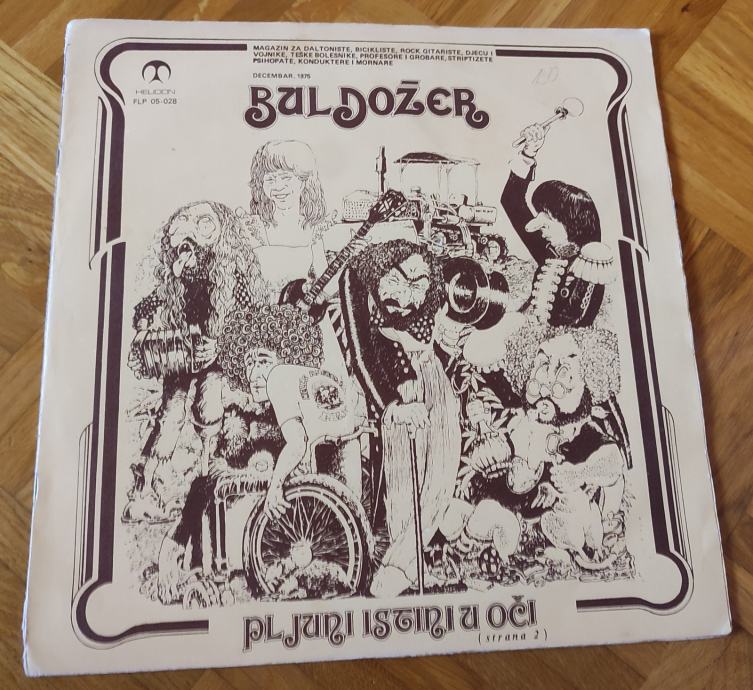 MAGAZIN ZA DALTONISTE, BICIKLISTE, ROCK GITARISTE, DJECU I
VOJNIKE, TEŠKE BOLESNIKE, PROFESORE I GROBARE, STRIPTIZETE
PSIHOPATE, KONDUKTERE I MORNARE
DECEMBAR, 1975
HELIDON
FLP 05-028
BULDOŽER
PLJUNI ISTINI U OČI
(strana 2)